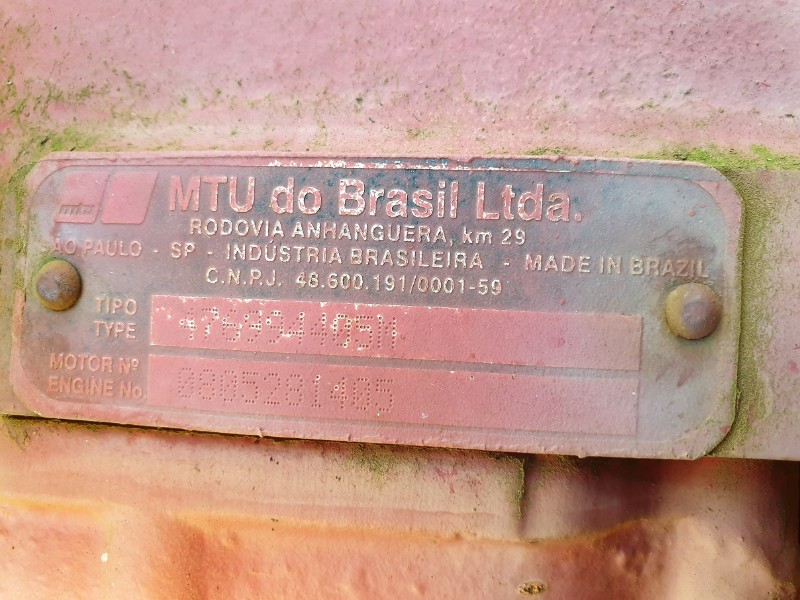 mtu
MTU do Brasil Ltda.
RODOVIA ANHANGUERA, km 29
SÃO PAULO - SP - INDÚSTRIA BRASILEIRA - MADE IN BRAZIL
C.N.P.J. 48.600.191/0001-59
TIPO
TYPE
MOTOR Nº
ENGINE No.
0805281405